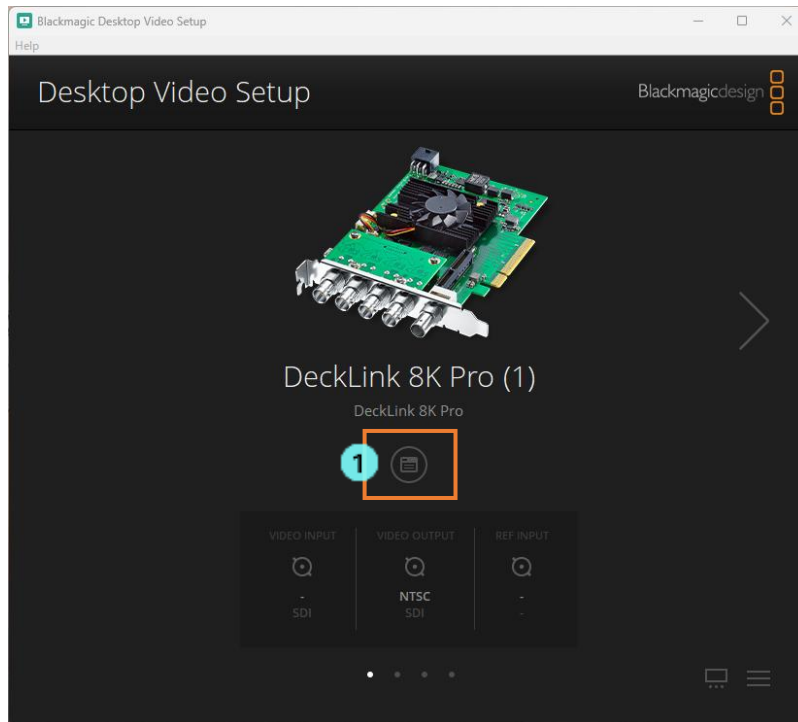 Blackmagic Desktop Video Setup
Help
Desktop Video Setup
Blackmagicdesign
DeckLink 8K Pro (1)
DeckLink 8K Pro
1
VIDEO INPUT VIDEO OUTPUT REF INPUT
- NTSC -
SDI SDI -